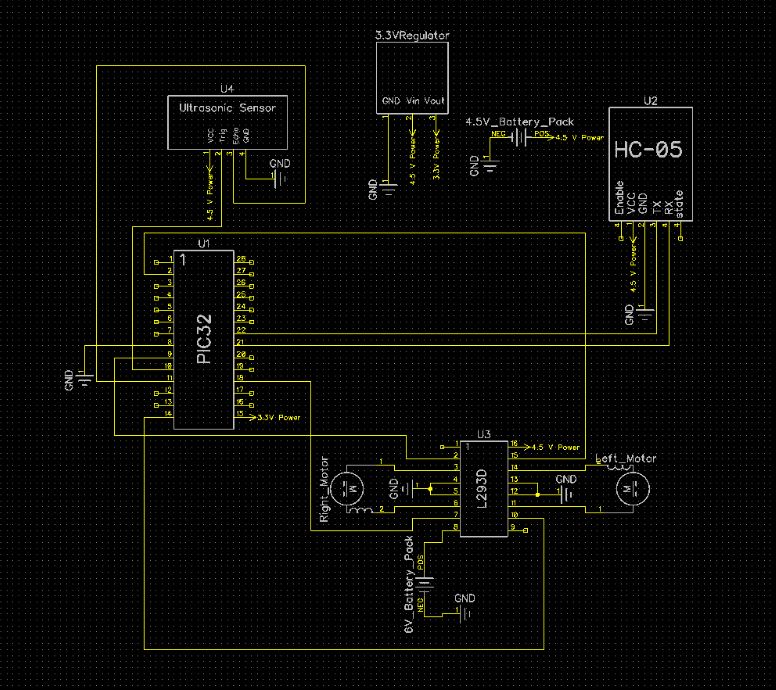 3.3VRegulator
GND Vin Vout
1 2 3
4.5 V Power
3.3V Power
GND
U4
Ultrasonic Sensor
VCC Trig Echo GND
1 2 3 4
4.5 V Power
GND
4.5V_Battery_Pack
NEG POS
4.5 V Power
GND
U2
HC-05
Enable VCC GND TX RX state
4.5 V Power
GND
U1
PIC32
1
1 28
2 27
3 26
4 25
5 24
6 23
7 22
8 21
9 20
10 19
11 18
12 17
13 16
14 15
3.3V Power
GND
U3
L293D
1
1 16
2 15
3 14
4 13
5 12
6 11
7 10
8 9
4.5 V Power
Right_Motor
1
M
2
GND
Left_Motor
M
1
GND
6V_Battery_Pack
POS
NEG
GND